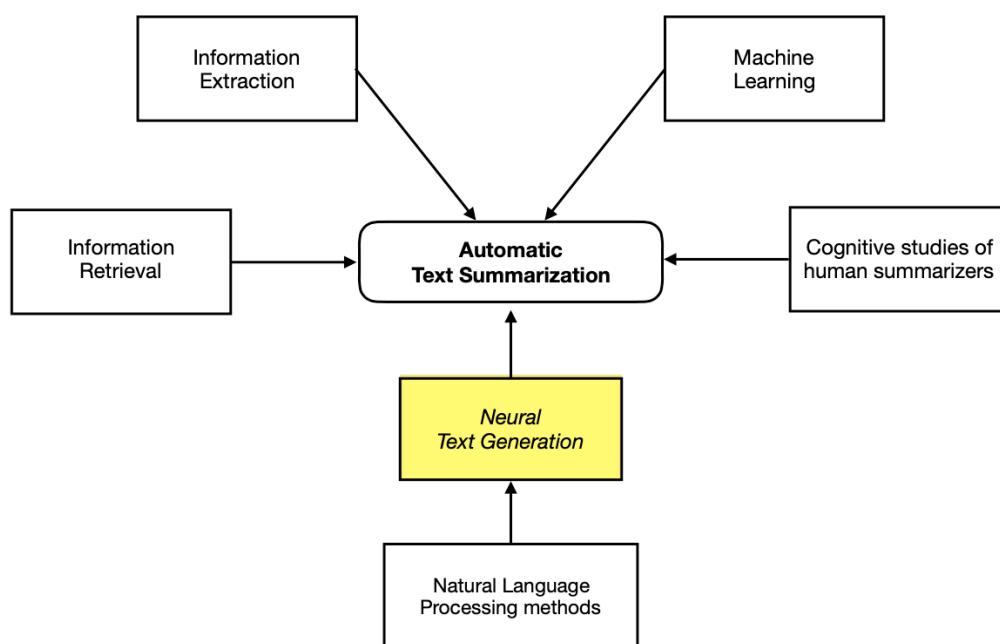 Information
Extraction
Machine
Learning
Information
Retrieval
Automatic
Text Summarization
Cognitive studies of
human summarizers
Neural
Text Generation
Natural Language
Processing methods